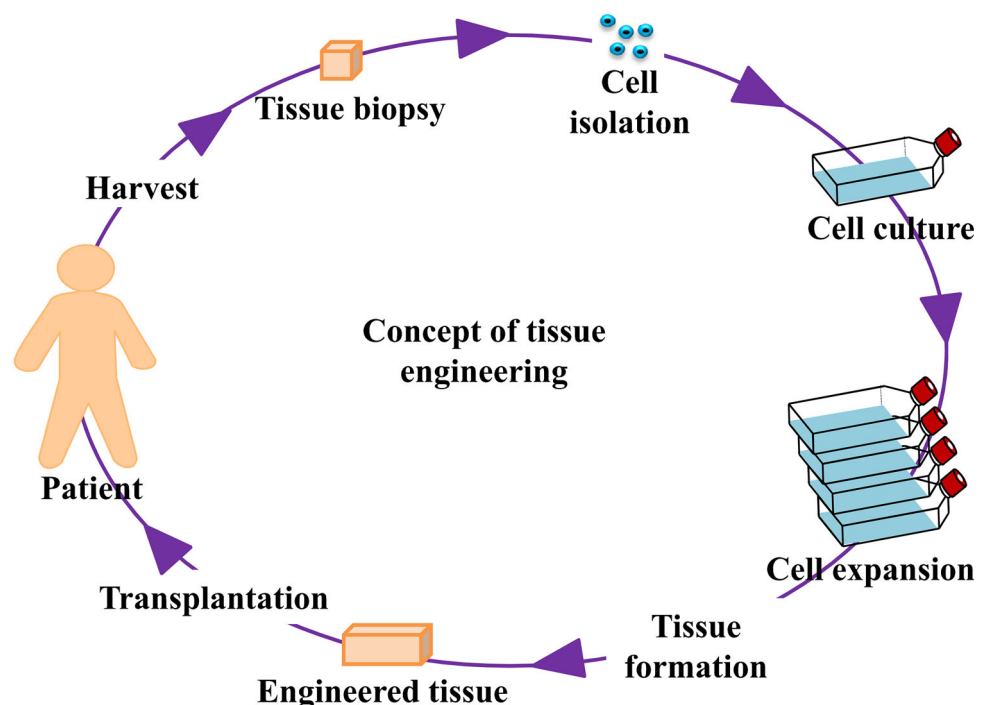 Tissue biopsy
Cell
isolation
Harvest
Cell culture
Concept of tissue
engineering
Patient
Cell expansion
Transplantation
Tissue
formation
Engineered tissue